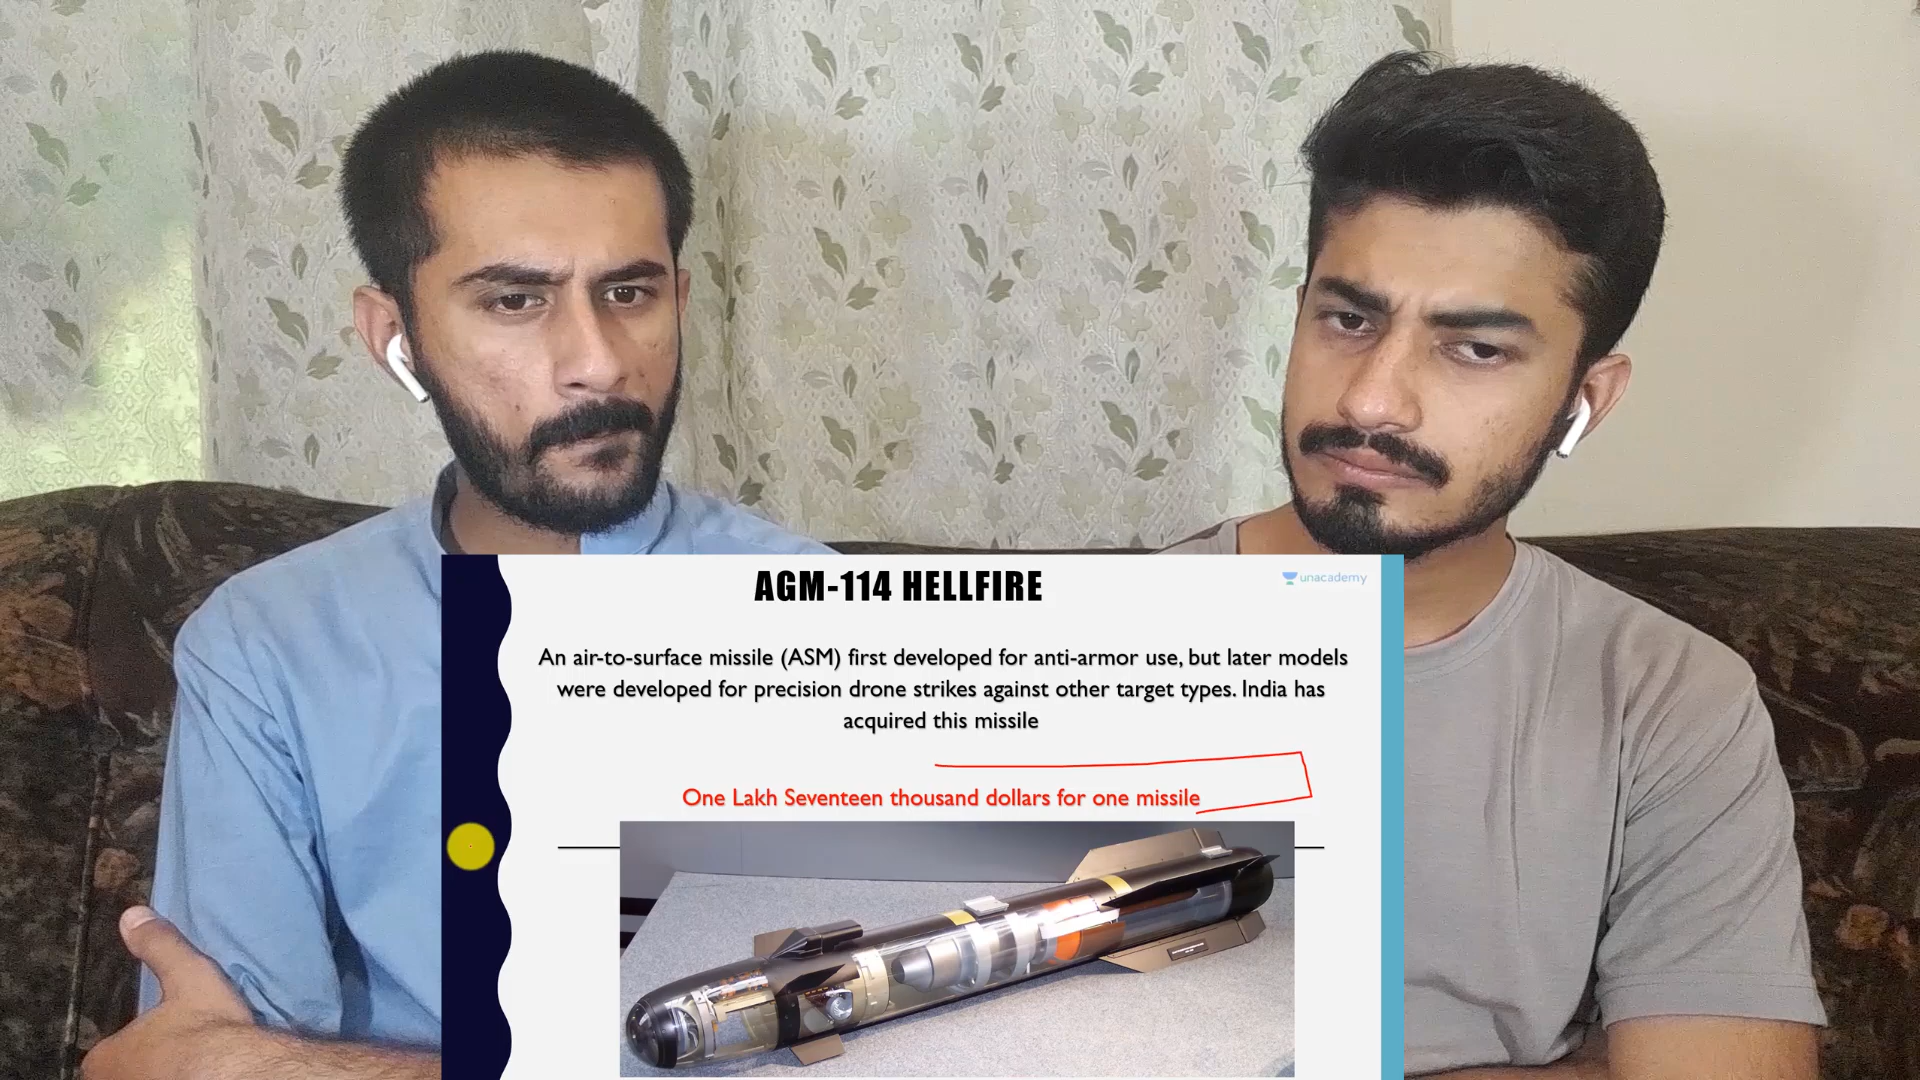 AGM-114 HELLFIRE
unacademy
An air-to-surface missile (ASM) first developed for anti-armor use, but later models
were developed for precision drone strikes against other target types. India has
acquired this missile
One Lakh Seventeen thousand dollars for one missile